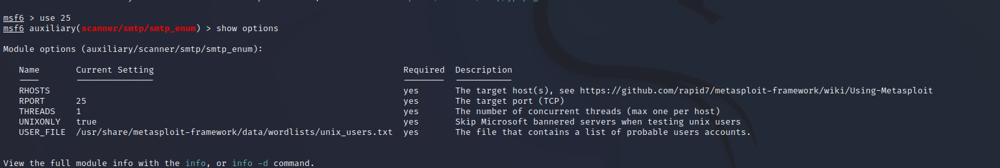 msf6 > use 25
msf6 auxiliary(scanner/smtp/smtp_enum) > show options
Module options (auxiliary/scanner/smtp/smtp_enum):
Name Current Setting Required Description
RHOSTS yes The target host(s), see https://github.com/rapid7/metasploit-framework/wiki/Using-Metasploit
RPORT 25 yes The target port (TCP)
THREADS 1 yes The number of concurrent threads (max one per host)
UNIXONLY true yes Skip Microsoft bannered servers when testing unix users
USER_FILE /usr/share/metasploit-framework/data/wordlists/unix_users.txt yes The file that contains a list of probable users accounts.
View the full module info with the info, or info -d command.